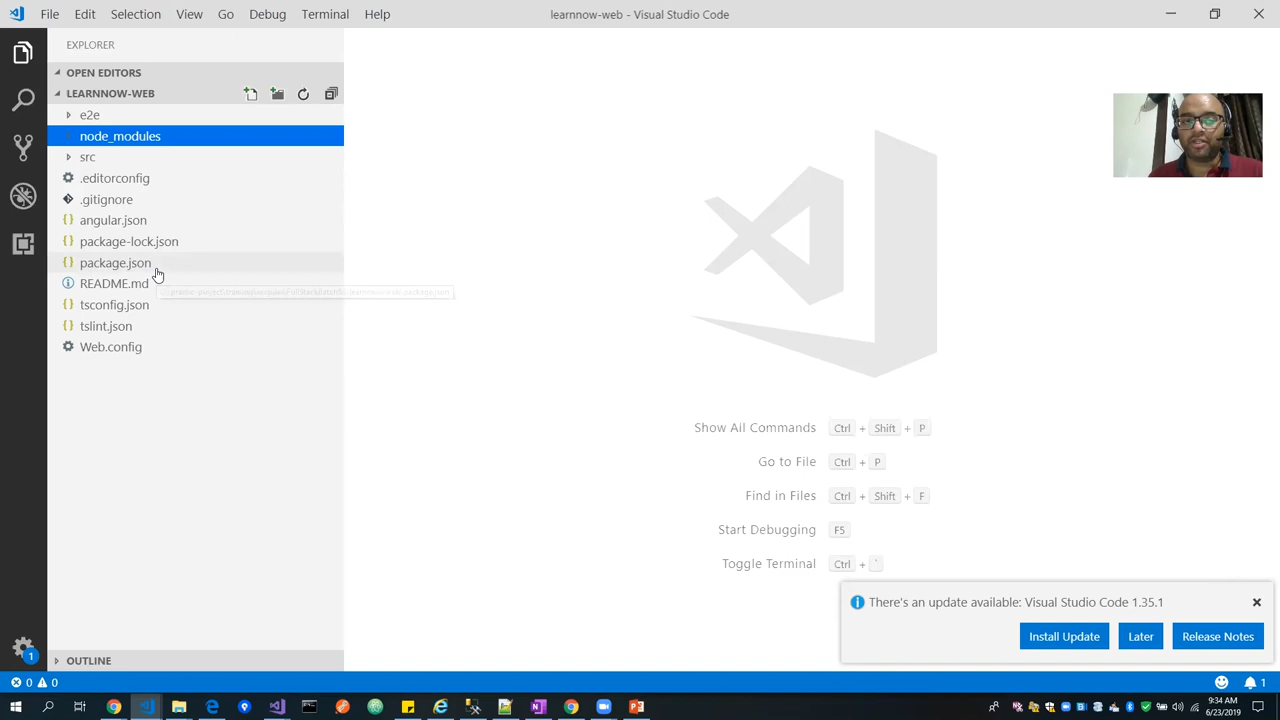 File Edit Selection View Go Debug Terminal Help
learnnow-web - Visual Studio Code
EXPLORER
OPEN EDITORS
LEARNNOW-WEB
e2e
node_modules
src
.editorconfig
.gitignore
angular.json
package-lock.json
package.json
README.md
tsconfig.json
tslint.json
Web.config
OUTLINE
Show All Commands Ctrl + Shift + P
Go to File Ctrl + P
Find in Files Ctrl + Shift + F
Start Debugging F5
Toggle Terminal Ctrl + `
There's an update available: Visual Studio Code 1.35.1
Install Update Later Release Notes
1
0 0
1
9:34 AM
6/23/2019